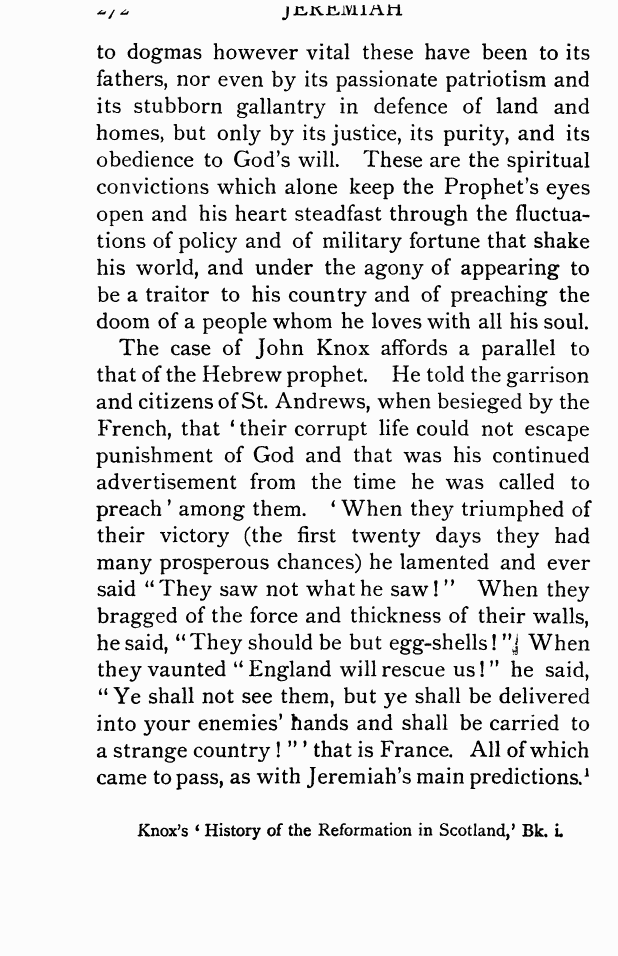 272 JEREMIAH
to dogmas however vital these have been to its
fathers, nor even by its passionate patriotism and
its stubborn gallantry in defence of land and
homes, but only by its justice, its purity, and its
obedience to God's will. These are the spiritual
convictions which alone keep the Prophet's eyes
open and his heart steadfast through the fluctua-
tions of policy and of military fortune that shake
his world, and under the agony of appearing to
be a traitor to his country and of preaching the
doom of a people whom he loves with all his soul.
The case of John Knox affords a parallel to
that of the Hebrew prophet. He told the garrison
and citizens of St. Andrews, when besieged by the
French, that ‘their corrupt life could not escape
punishment of God and that was his continued
advertisement from the time he was called to
preach’ among them. ‘When they triumphed of
their victory (the first twenty days they had
many prosperous chances) he lamented and ever
said “They saw not what he saw!” When they
bragged of the force and thickness of their walls,
he said, “They should be but egg-shells!” When
they vaunted “England will rescue us!” he said,
“Ye shall not see them, but ye shall be delivered
into your enemies' hands and shall be carried to
a strange country!”’ that is France. All of which
came to pass, as with Jeremiah's main predictions.¹
Knox's ‘History of the Reformation in Scotland,’ Bk. i.